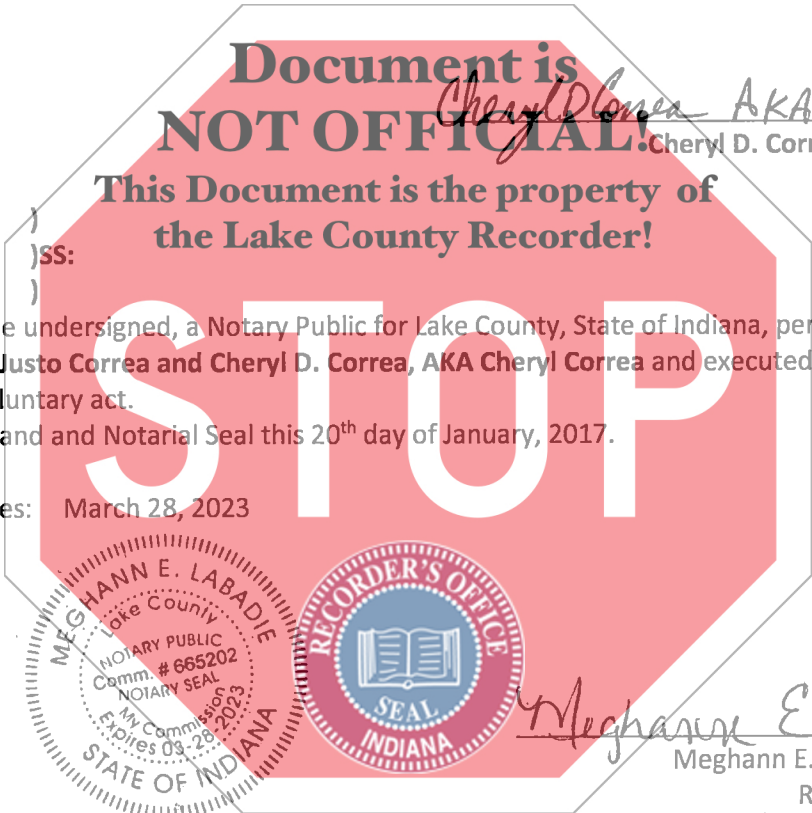 Document is
NOT OFFICIAL!
Cheryl D Correa AKA
Cheryl D. Corr
This Document is the property of
the Lake County Recorder!
)
)SS:
)
STOP
e undersigned, a Notary Public for Lake County, State of Indiana, per
Justo Correa and Cheryl D. Correa, AKA Cheryl Correa and executed
luntary act.
and and Notarial Seal this 20th day of January, 2017.
es: March 28, 2023
MEGHANN E. LABADIE
Lake County
NOTARY PUBLIC
Comm. # 665202
NOTARY SEAL
My Commission
Expires 03-28-2023
STATE OF INDIANA
RECORDER'S OFFICE
SEAL
INDIANA
Meghann E
Meghann E.
R